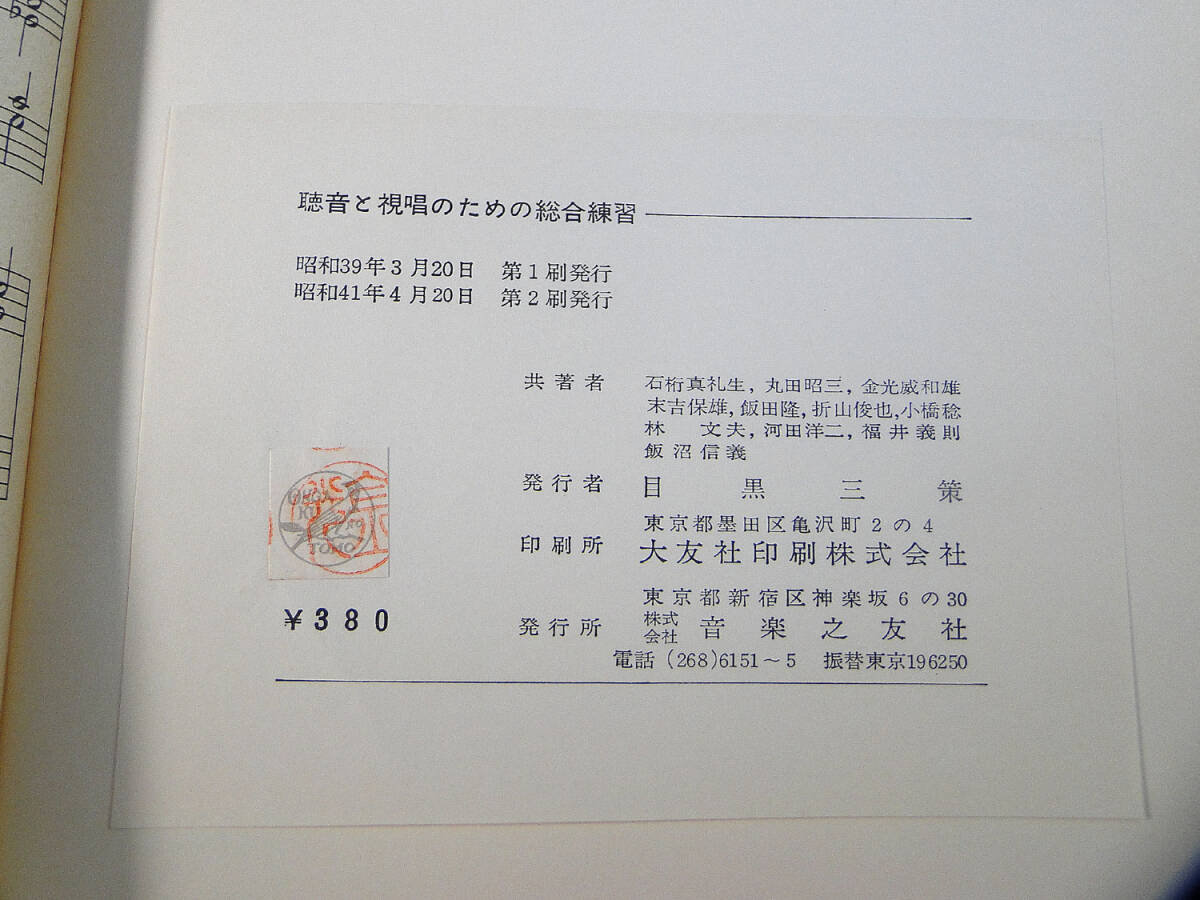 聴音と視唱のための総合練習
昭和39年3月20日 第1刷発行
昭和41年4月20日 第2刷発行
共著者 石桁真礼生, 丸田昭三, 金光威和雄
末吉保雄, 飯田隆, 折山俊也, 小橋稔
林 文夫, 河田洋二, 福井義則
飯沼信義
発行者 目黒三策
東京都墨田区亀沢町2の4
印刷所 大友社印刷株式会社
東京都新宿区神楽坂6の30
発行所 株式会社 音楽之友社
電話 (268)6151~5 振替東京196250
TOMO
¥380